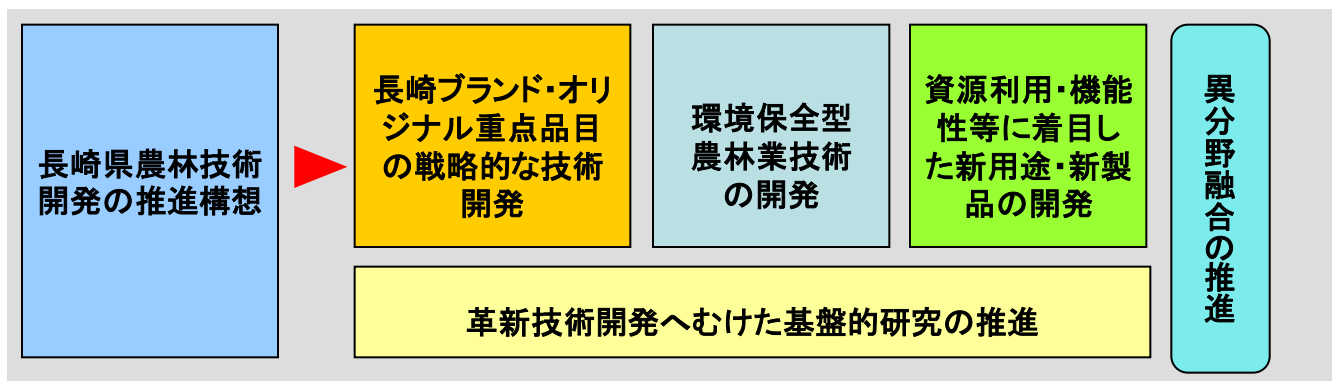 長崎県農林技術
開発の推進構想
長崎ブランド・オリ
ジナル重点品目
の戦略的な技術
開発
環境保全型
農林業技術
の開発
資源利用・機能
性等に着目し
た新用途・新製
品の開発
革新技術開発へむけた基盤的研究の推進
異分野融合の推進